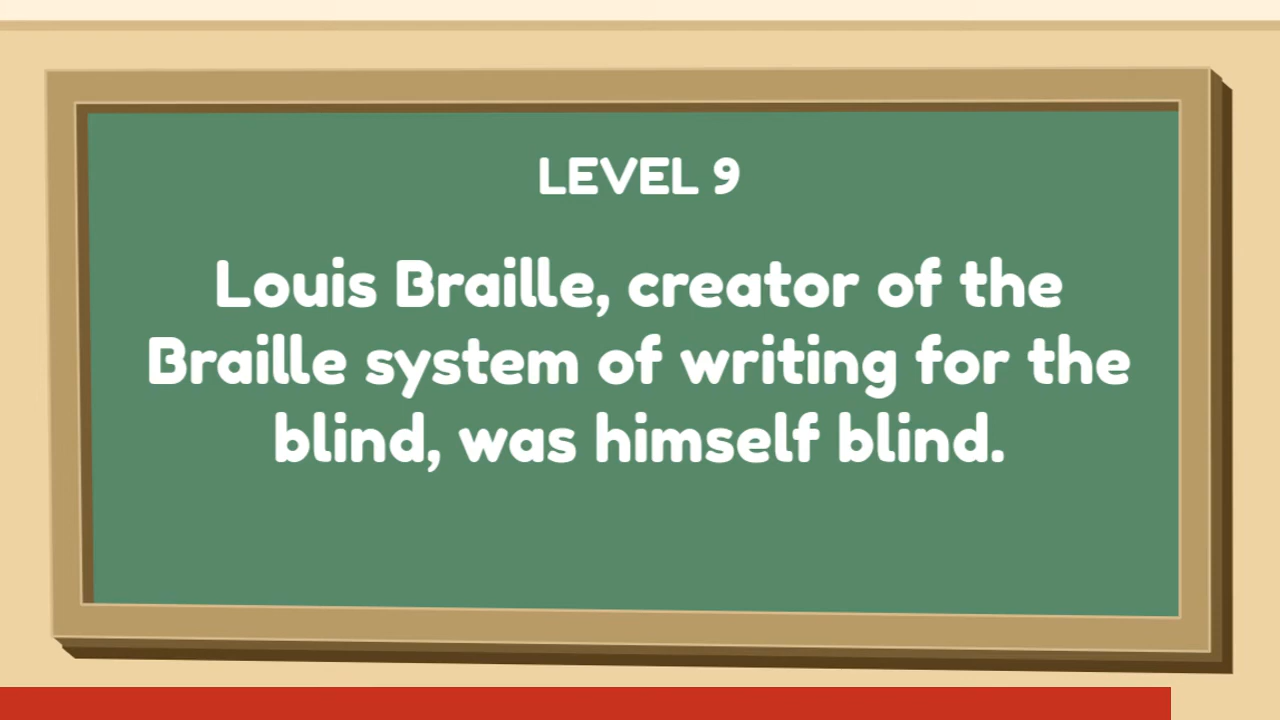 LEVEL 9
Louis Braille, creator of the
Braille system of writing for the
blind, was himself blind.